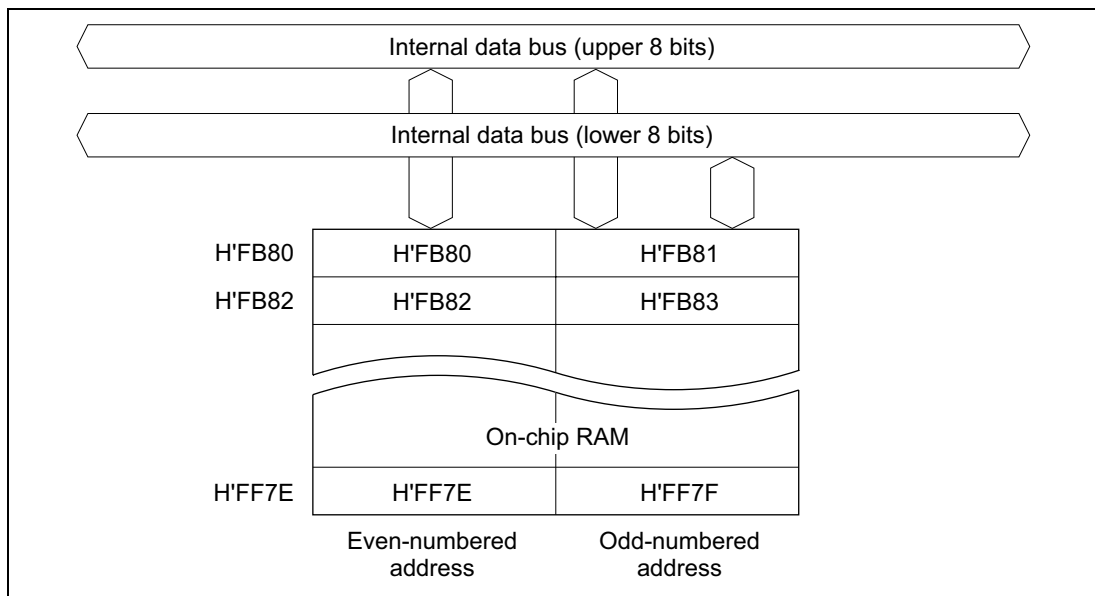 Internal data bus (upper 8 bits)
Internal data bus (lower 8 bits)
H'FB80 H'FB80 H'FB81
H'FB82 H'FB82 H'FB83
On-chip RAM
H'FF7E H'FF7E H'FF7F
Even-numbered address
Odd-numbered address